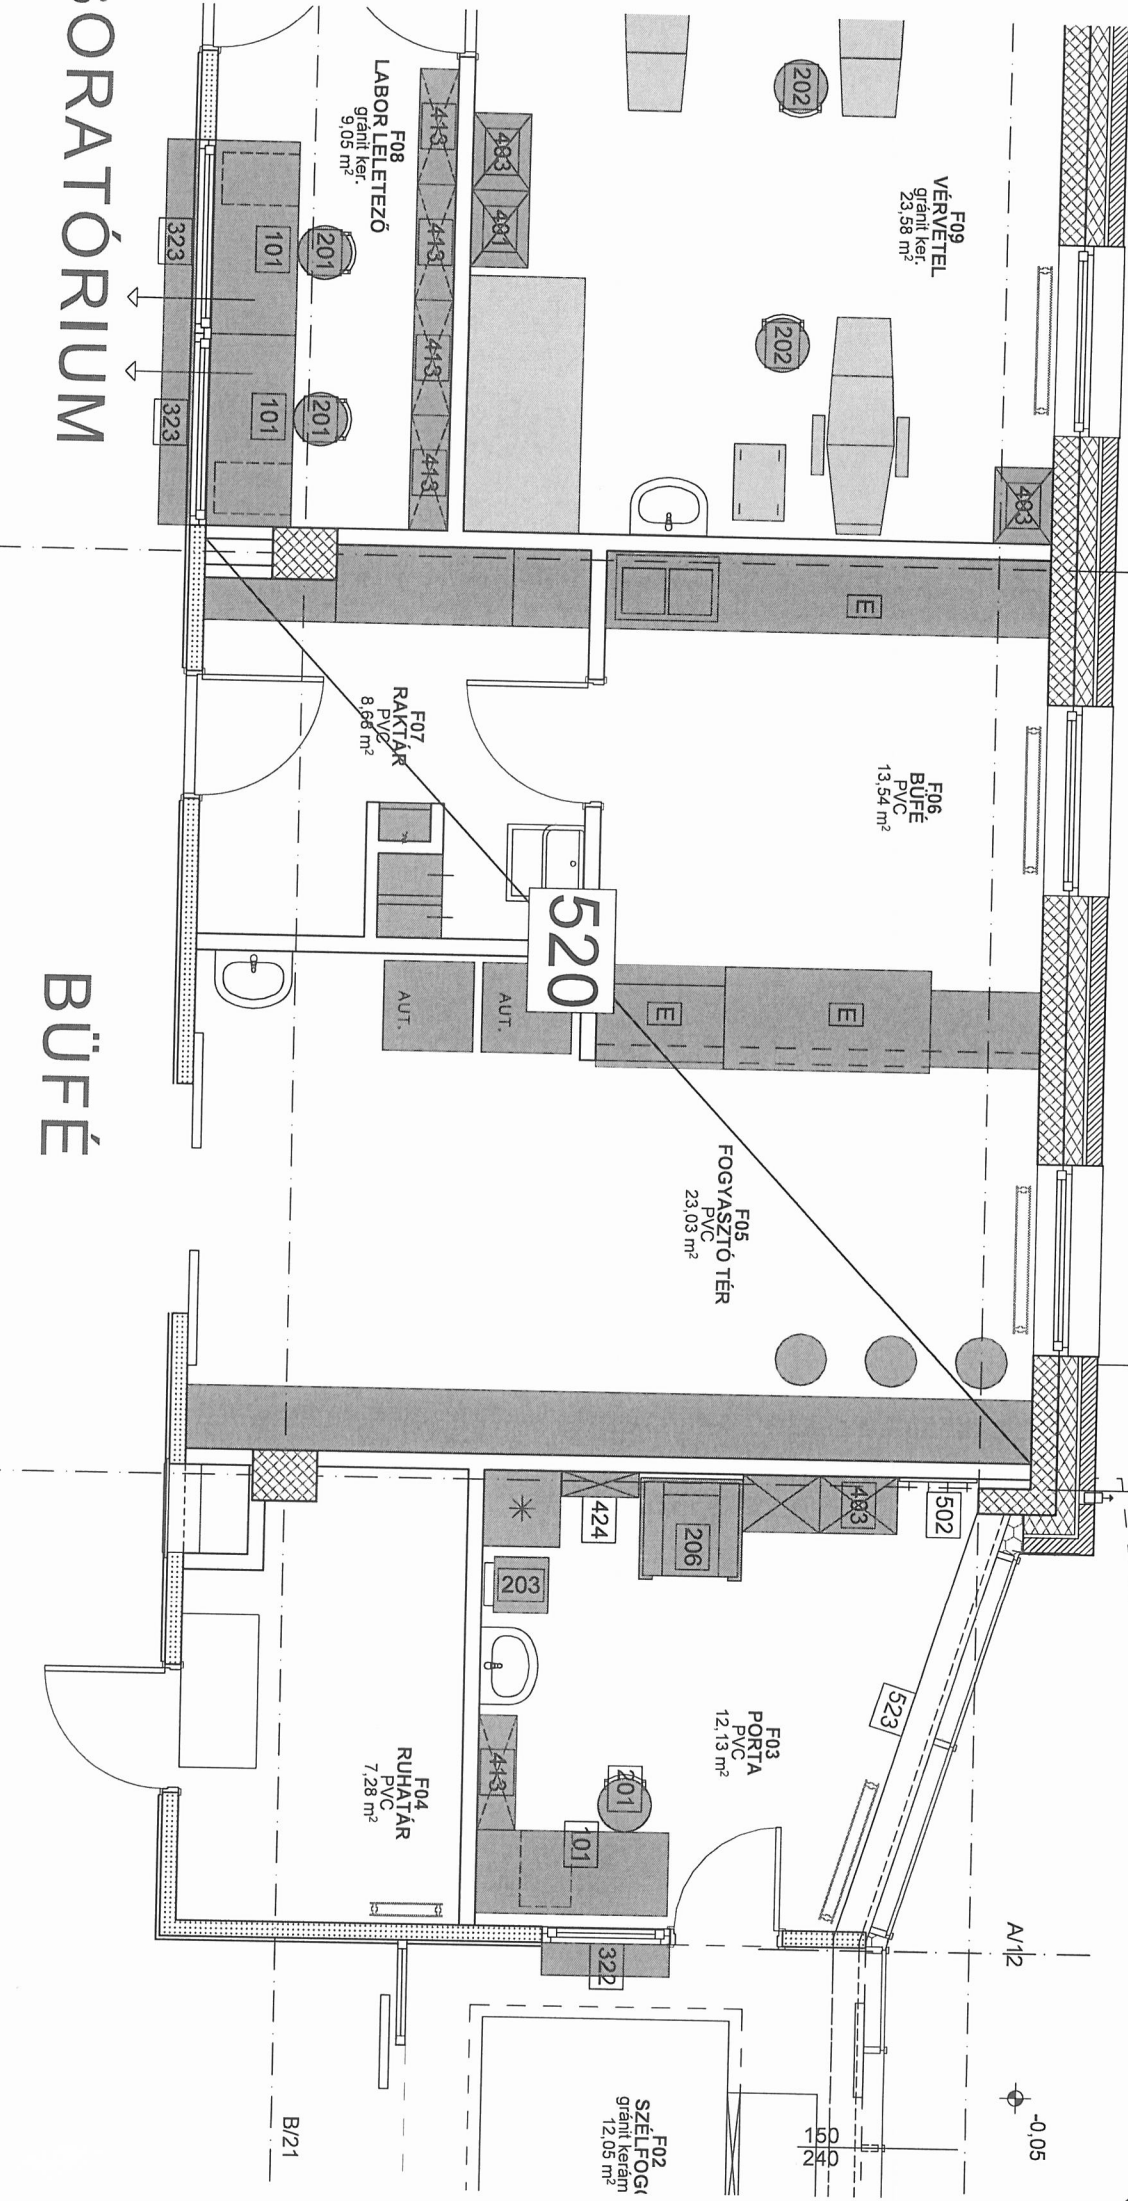 BORATÓRIUM
BÜFÉ
F08
LABOR LELETEZŐ
gránit ker.
9,05 m²
F09
VÉRVÉTEL
gránit ker.
23,58 m²
F07
RAKTÁR
PVC
8,68 m²
F06
BÜFÉ
PVC
13,54 m²
F05
FOGYASZTÓ TÉR
PVC
23,03 m²
F04
RUHATÁR
PVC
7,28 m²
F03
PORTA
PVC
12,13 m²
F02
SZÉLFOG
gránit kerám
12,05 m²
520
413
413
413
413
403
401
202
202
403
323
323
101
101
201
201
E
E
E
AUT.
AUT.
424
206
403
502
203
523
413
201
101
322
A/12
B/21
-0,05
150
240